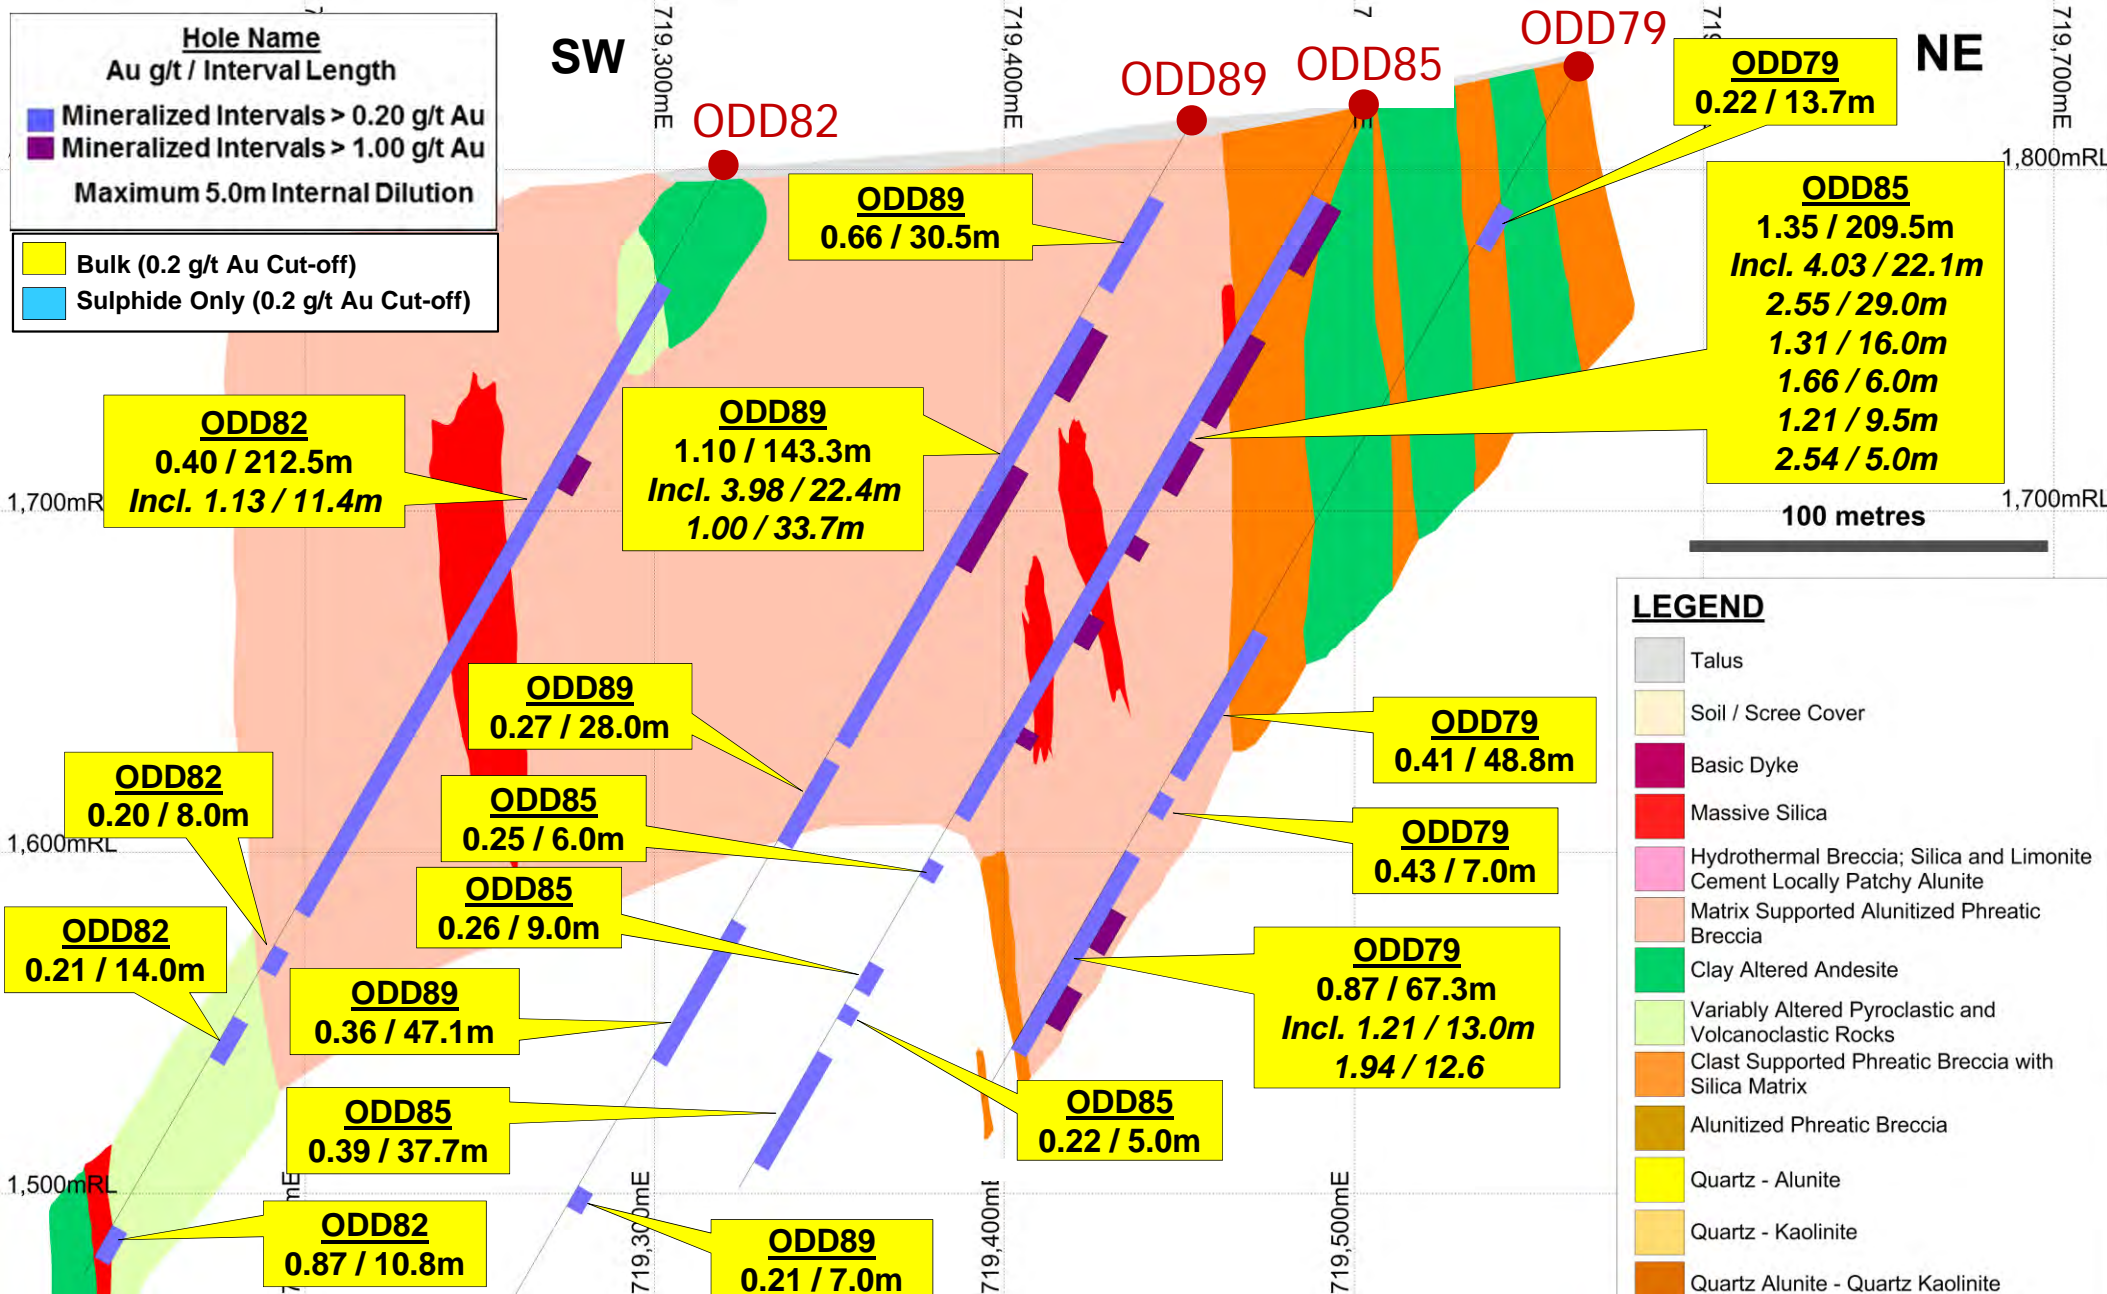 Hole Name
Au g/t / Interval Length
Mineralized Intervals > 0.20 g/t Au
Mineralized Intervals > 1.00 g/t Au
Maximum 5.0m Internal Dilution
Bulk (0.2 g/t Au Cut-off)
Sulphide Only (0.2 g/t Au Cut-off)
SW
NE
719,300mE
719,400mE
719,700mE
ODD82
ODD89
ODD85
ODD79
ODD79
0.22 / 13.7m
1,800mRL
ODD89
0.66 / 30.5m
ODD85
1.35 / 209.5m
Incl. 4.03 / 22.1m
2.55 / 29.0m
1.31 / 16.0m
1.66 / 6.0m
1.21 / 9.5m
2.54 / 5.0m
ODD82
0.40 / 212.5m
Incl. 1.13 / 11.4m
ODD89
1.10 / 143.3m
Incl. 3.98 / 22.4m
1.00 / 33.7m
1,700mR
1,700mRL
100 metres
ODD89
0.27 / 28.0m
ODD79
0.41 / 48.8m
ODD82
0.20 / 8.0m
ODD85
0.25 / 6.0m
ODD79
0.43 / 7.0m
1,600mRL
ODD85
0.26 / 9.0m
ODD82
0.21 / 14.0m
ODD89
0.36 / 47.1m
ODD79
0.87 / 67.3m
Incl. 1.21 / 13.0m
1.94 / 12.6
ODD85
0.39 / 37.7m
ODD85
0.22 / 5.0m
1,500mRL
ODD82
0.87 / 10.8m
ODD89
0.21 / 7.0m
mE
719,300mE
719,400mE
719,500mE
LEGEND
Talus
Soil / Scree Cover
Basic Dyke
Massive Silica
Hydrothermal Breccia; Silica and Limonite
Cement Locally Patchy Alunite
Matrix Supported Alunitized Phreatic
Breccia
Clay Altered Andesite
Variably Altered Pyroclastic and
Volcanoclastic Rocks
Clast Supported Phreatic Breccia with
Silica Matrix
Alunitized Phreatic Breccia
Quartz - Alunite
Quartz - Kaolinite
Quartz Alunite - Quartz Kaolinite